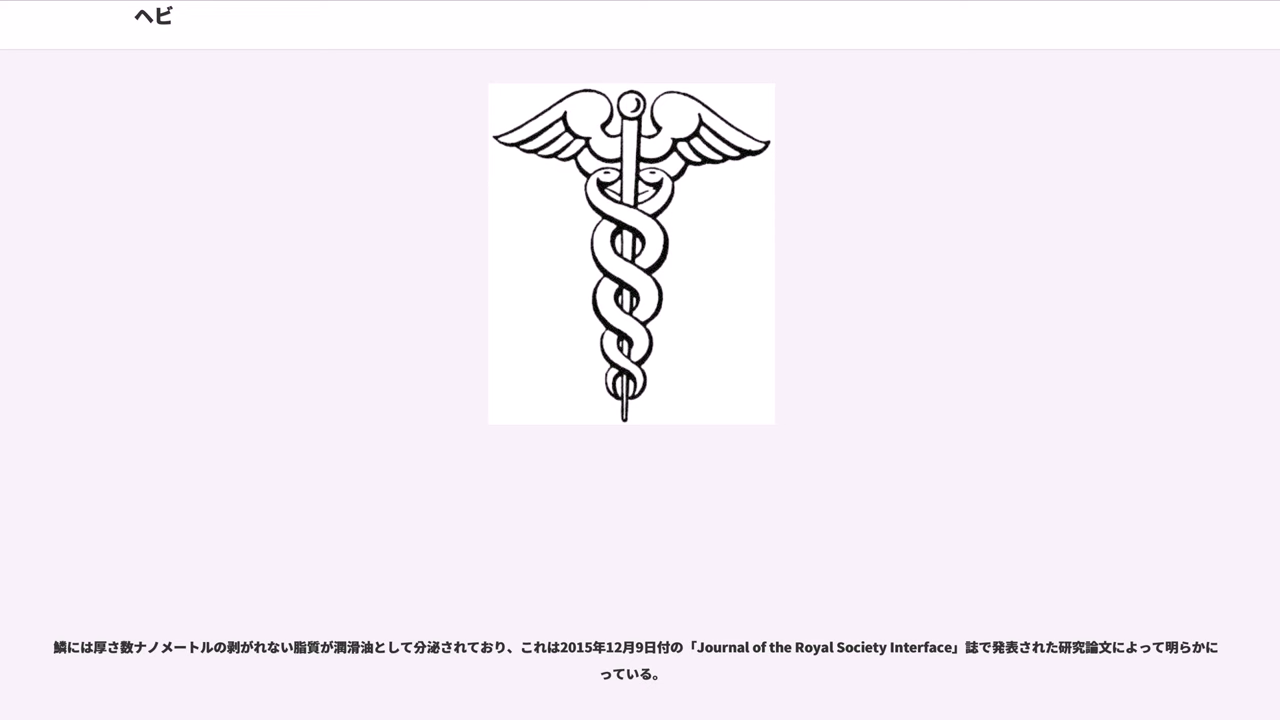 ヘビ
鱗には厚さ数ナノメートルの剥がれない脂質が潤滑油として分泌されており、これは2015年12月9日付の「Journal of the Royal Society Interface」誌で発表された研究論文によって明らかに
っている。